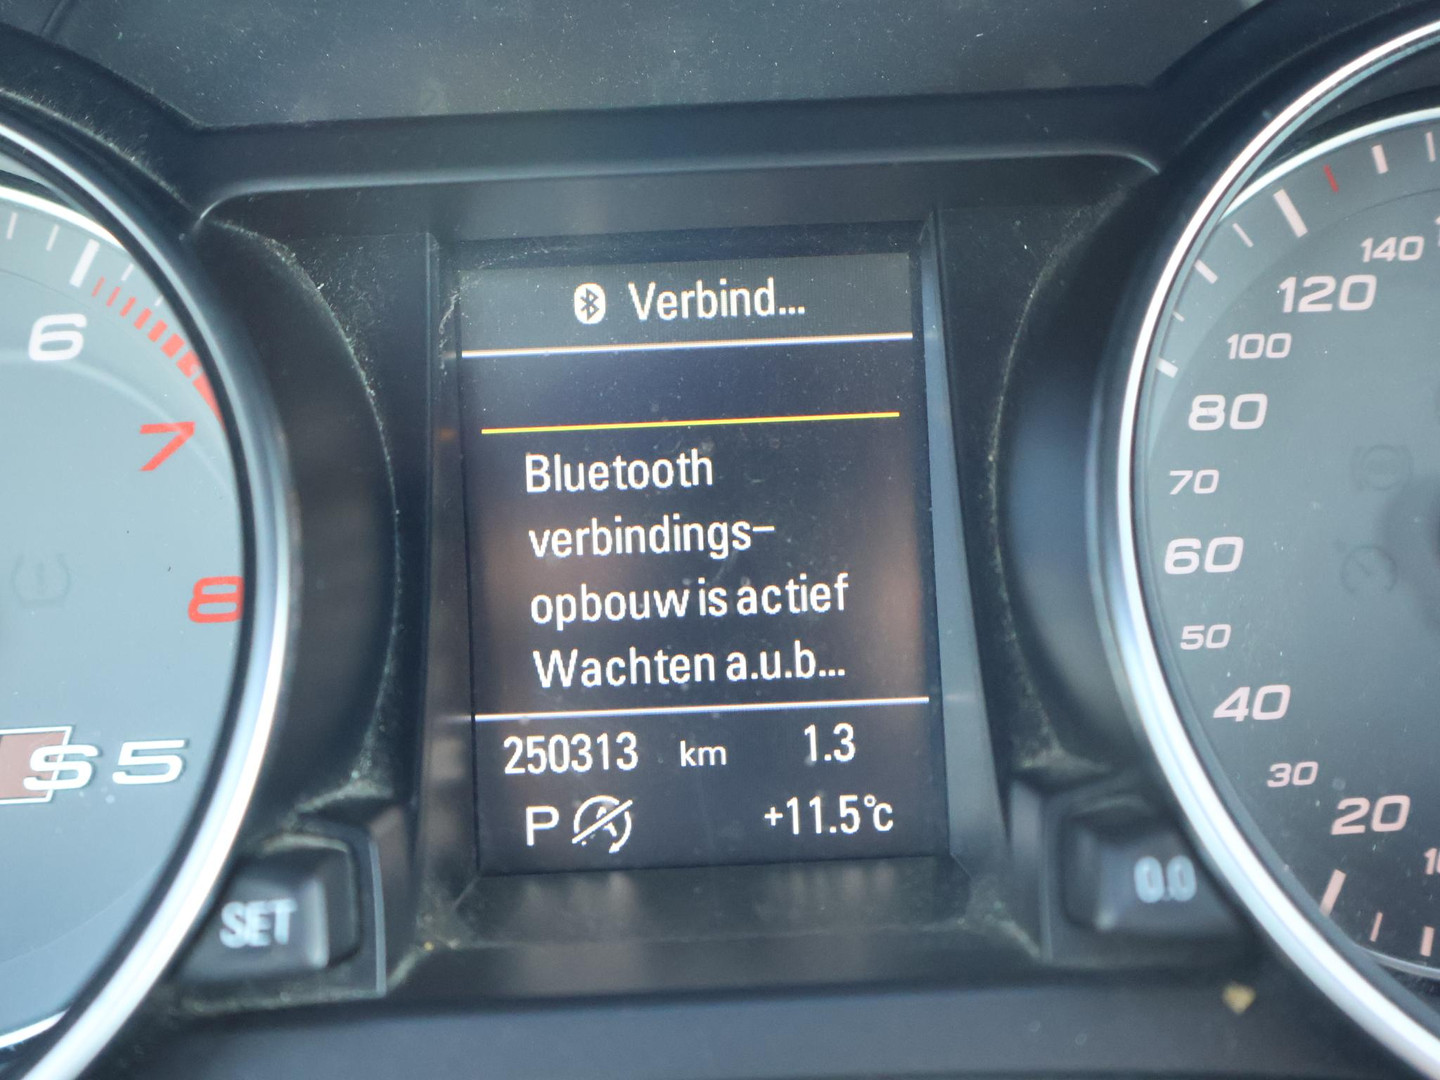 Verbind...
Bluetooth
verbindings-
opbouw is actief
Wachten a.u.b...
250313 km 1.3
P +11.5°C
6
7
8
S5
SET
0.0
140
120
100
80
70
60
50
40
30
20